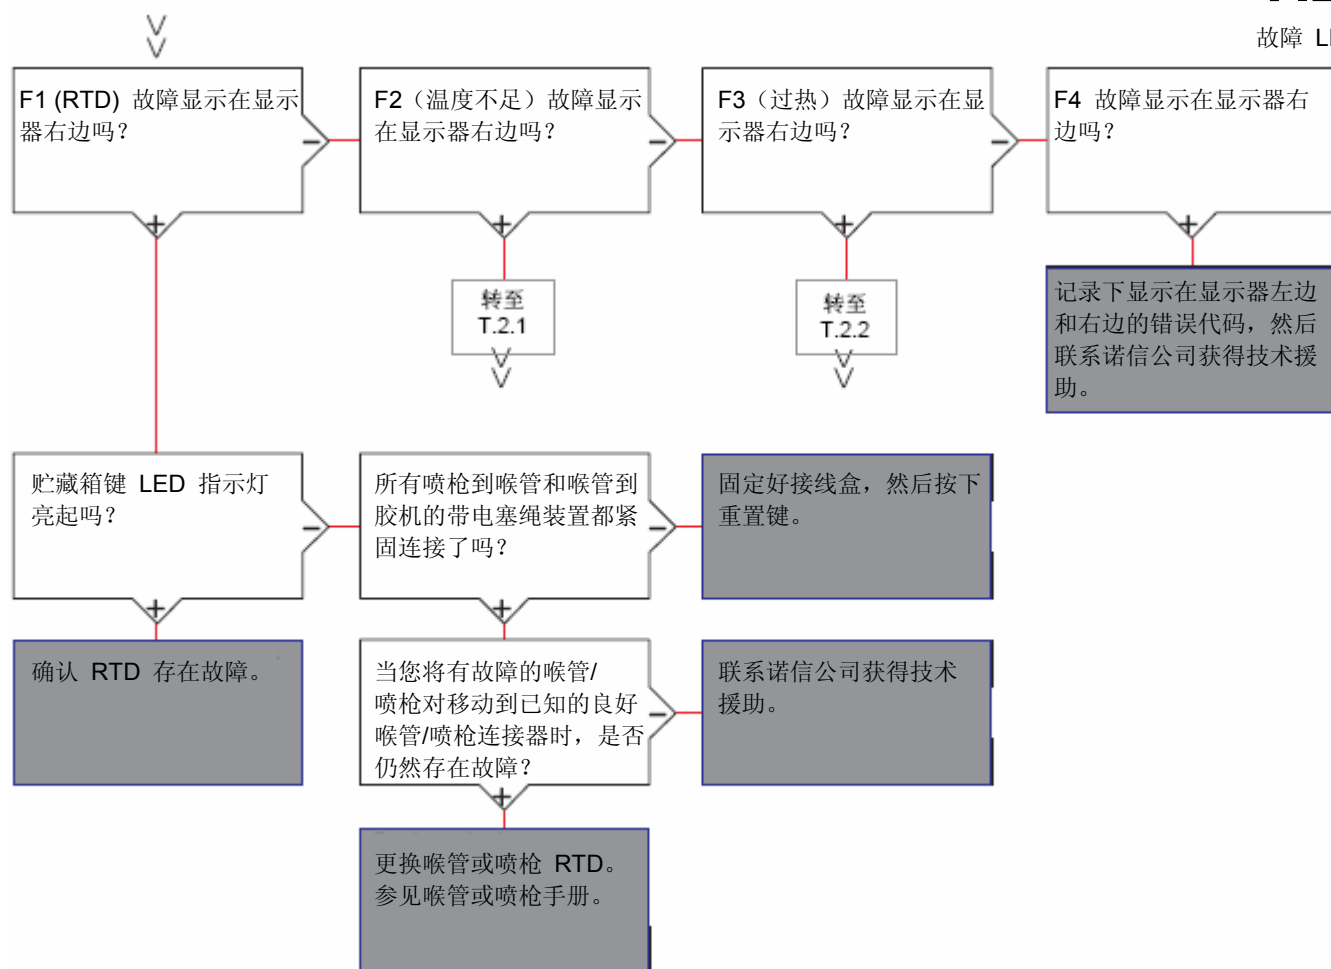 故障
F1 (RTD) 故障显示在显示
器右边吗？
F2（温度不足）故障显示
在显示器右边吗？
F3（过热）故障显示在显
示器右边吗？
F4 故障显示在显示器右
边吗？
转至
T.2.1
转至
T.2.2
记录下显示在显示器左边
和右边的错误代码，然后
联系诺信公司获得技术援
助。
贮藏箱键 LED 指示灯
亮起吗？
所有喷枪到喉管和喉管到
胶机的带电塞绳装置都紧
固连接了吗？
固定好接线盒，然后按下
重置键。
确认 RTD 存在故障。
当您将有故障的喉管/
喷枪对移动到已知的良好
喉管/喷枪连接器时，是否
仍然存在故障？
联系诺信公司获得技术
援助。
更换喉管或喷枪 RTD。
参见喉管或喷枪手册。